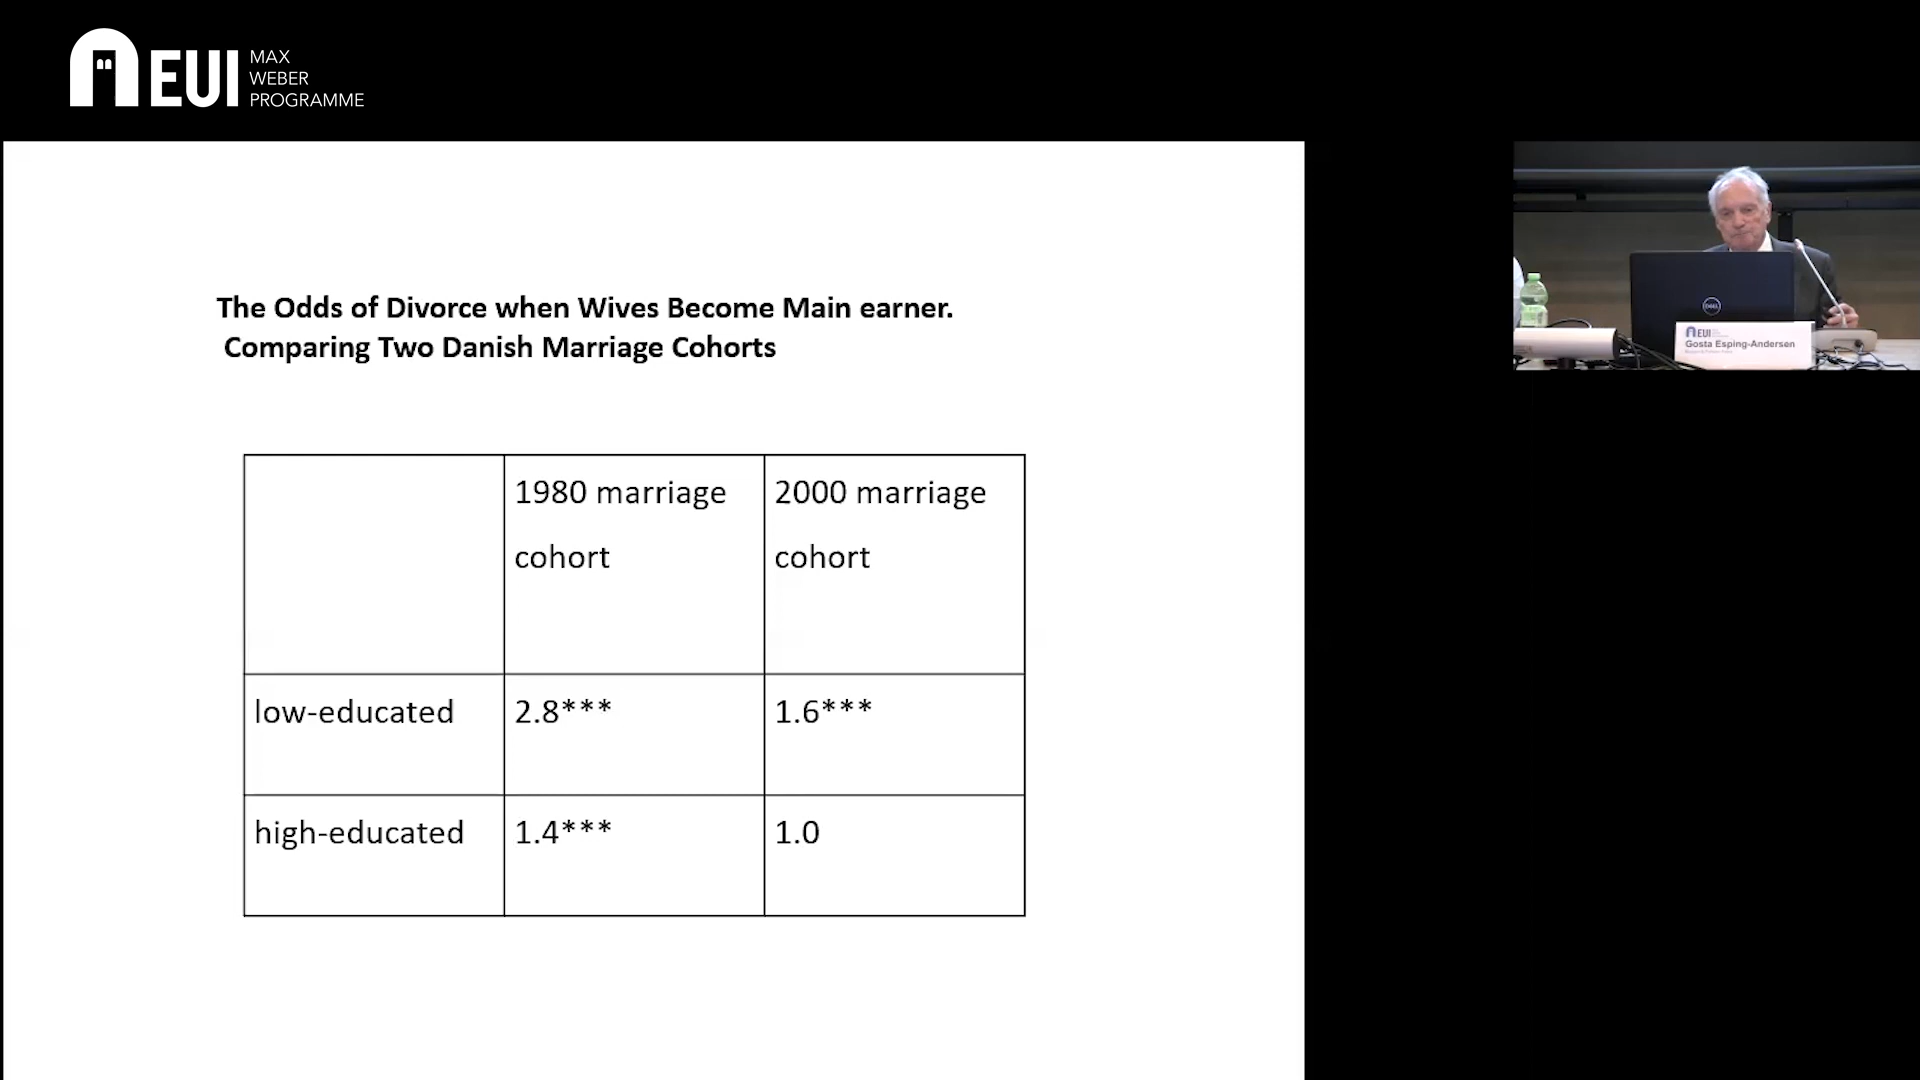 EUI
MAX
WEBER
PROGRAMME
The Odds of Divorce when Wives Become Main earner.
Comparing Two Danish Marriage Cohorts
1980 marriage cohort
2000 marriage cohort
low-educated
2.8***
1.6***
high-educated
1.4***
1.0
DELL
EUI
Gosta Esping-Andersen